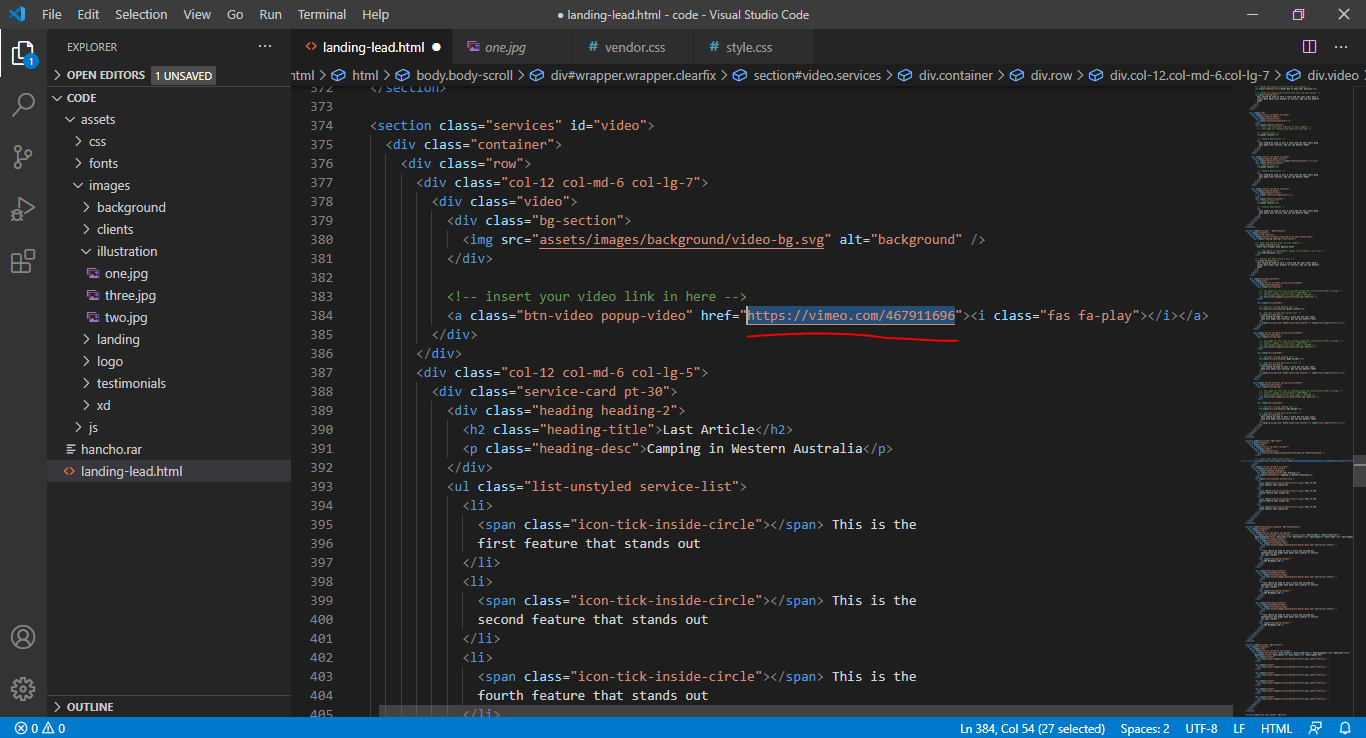 File Edit Selection View Go Run Terminal Help
● landing-lead.html - code - Visual Studio Code
EXPLORER
OPEN EDITORS 1 UNSAVED
CODE
assets
css
fonts
images
background
clients
illustration
one.jpg
three.jpg
two.jpg
landing
logo
testimonials
xd
js
hancho.rar
landing-lead.html
OUTLINE
1
<> landing-lead.html ● one.jpg # vendor.css # style.css
html > html > body.body-scroll > div#wrapper.wrapper.clearfix > section#video.services > div.container > div.row > div.col-12.col-md-6.col-lg-7 > div.video
372 </section>
373
374 <section class="services" id="video">
375 <div class="container">
376 <div class="row">
377 <div class="col-12 col-md-6 col-lg-7">
378 <div class="video">
379 <div class="bg-section">
380 <img src="assets/images/background/video-bg.svg" alt="background" />
381 </div>
382
383 <!-- insert your video link in here -->
384 <a class="btn-video popup-video" href="https://vimeo.com/467911696"><i class="fas fa-play"></i></a>
385 </div>
386 </div>
387 <div class="col-12 col-md-6 col-lg-5">
388 <div class="service-card pt-30">
389 <div class="heading heading-2">
390 <h2 class="heading-title">Last Article</h2>
391 <p class="heading-desc">Camping in Western Australia</p>
392 </div>
393 <ul class="list-unstyled service-list">
394 <li>
395 <span class="icon-tick-inside-circle"></span> This is the
396 first feature that stands out
397 </li>
398 <li>
399 <span class="icon-tick-inside-circle"></span> This is the
400 second feature that stands out
401 </li>
402 <li>
403 <span class="icon-tick-inside-circle"></span> This is the
404 fourth feature that stands out
405 </li>
0 0 Ln 384, Col 54 (27 selected) Spaces: 2 UTF-8 LF HTML